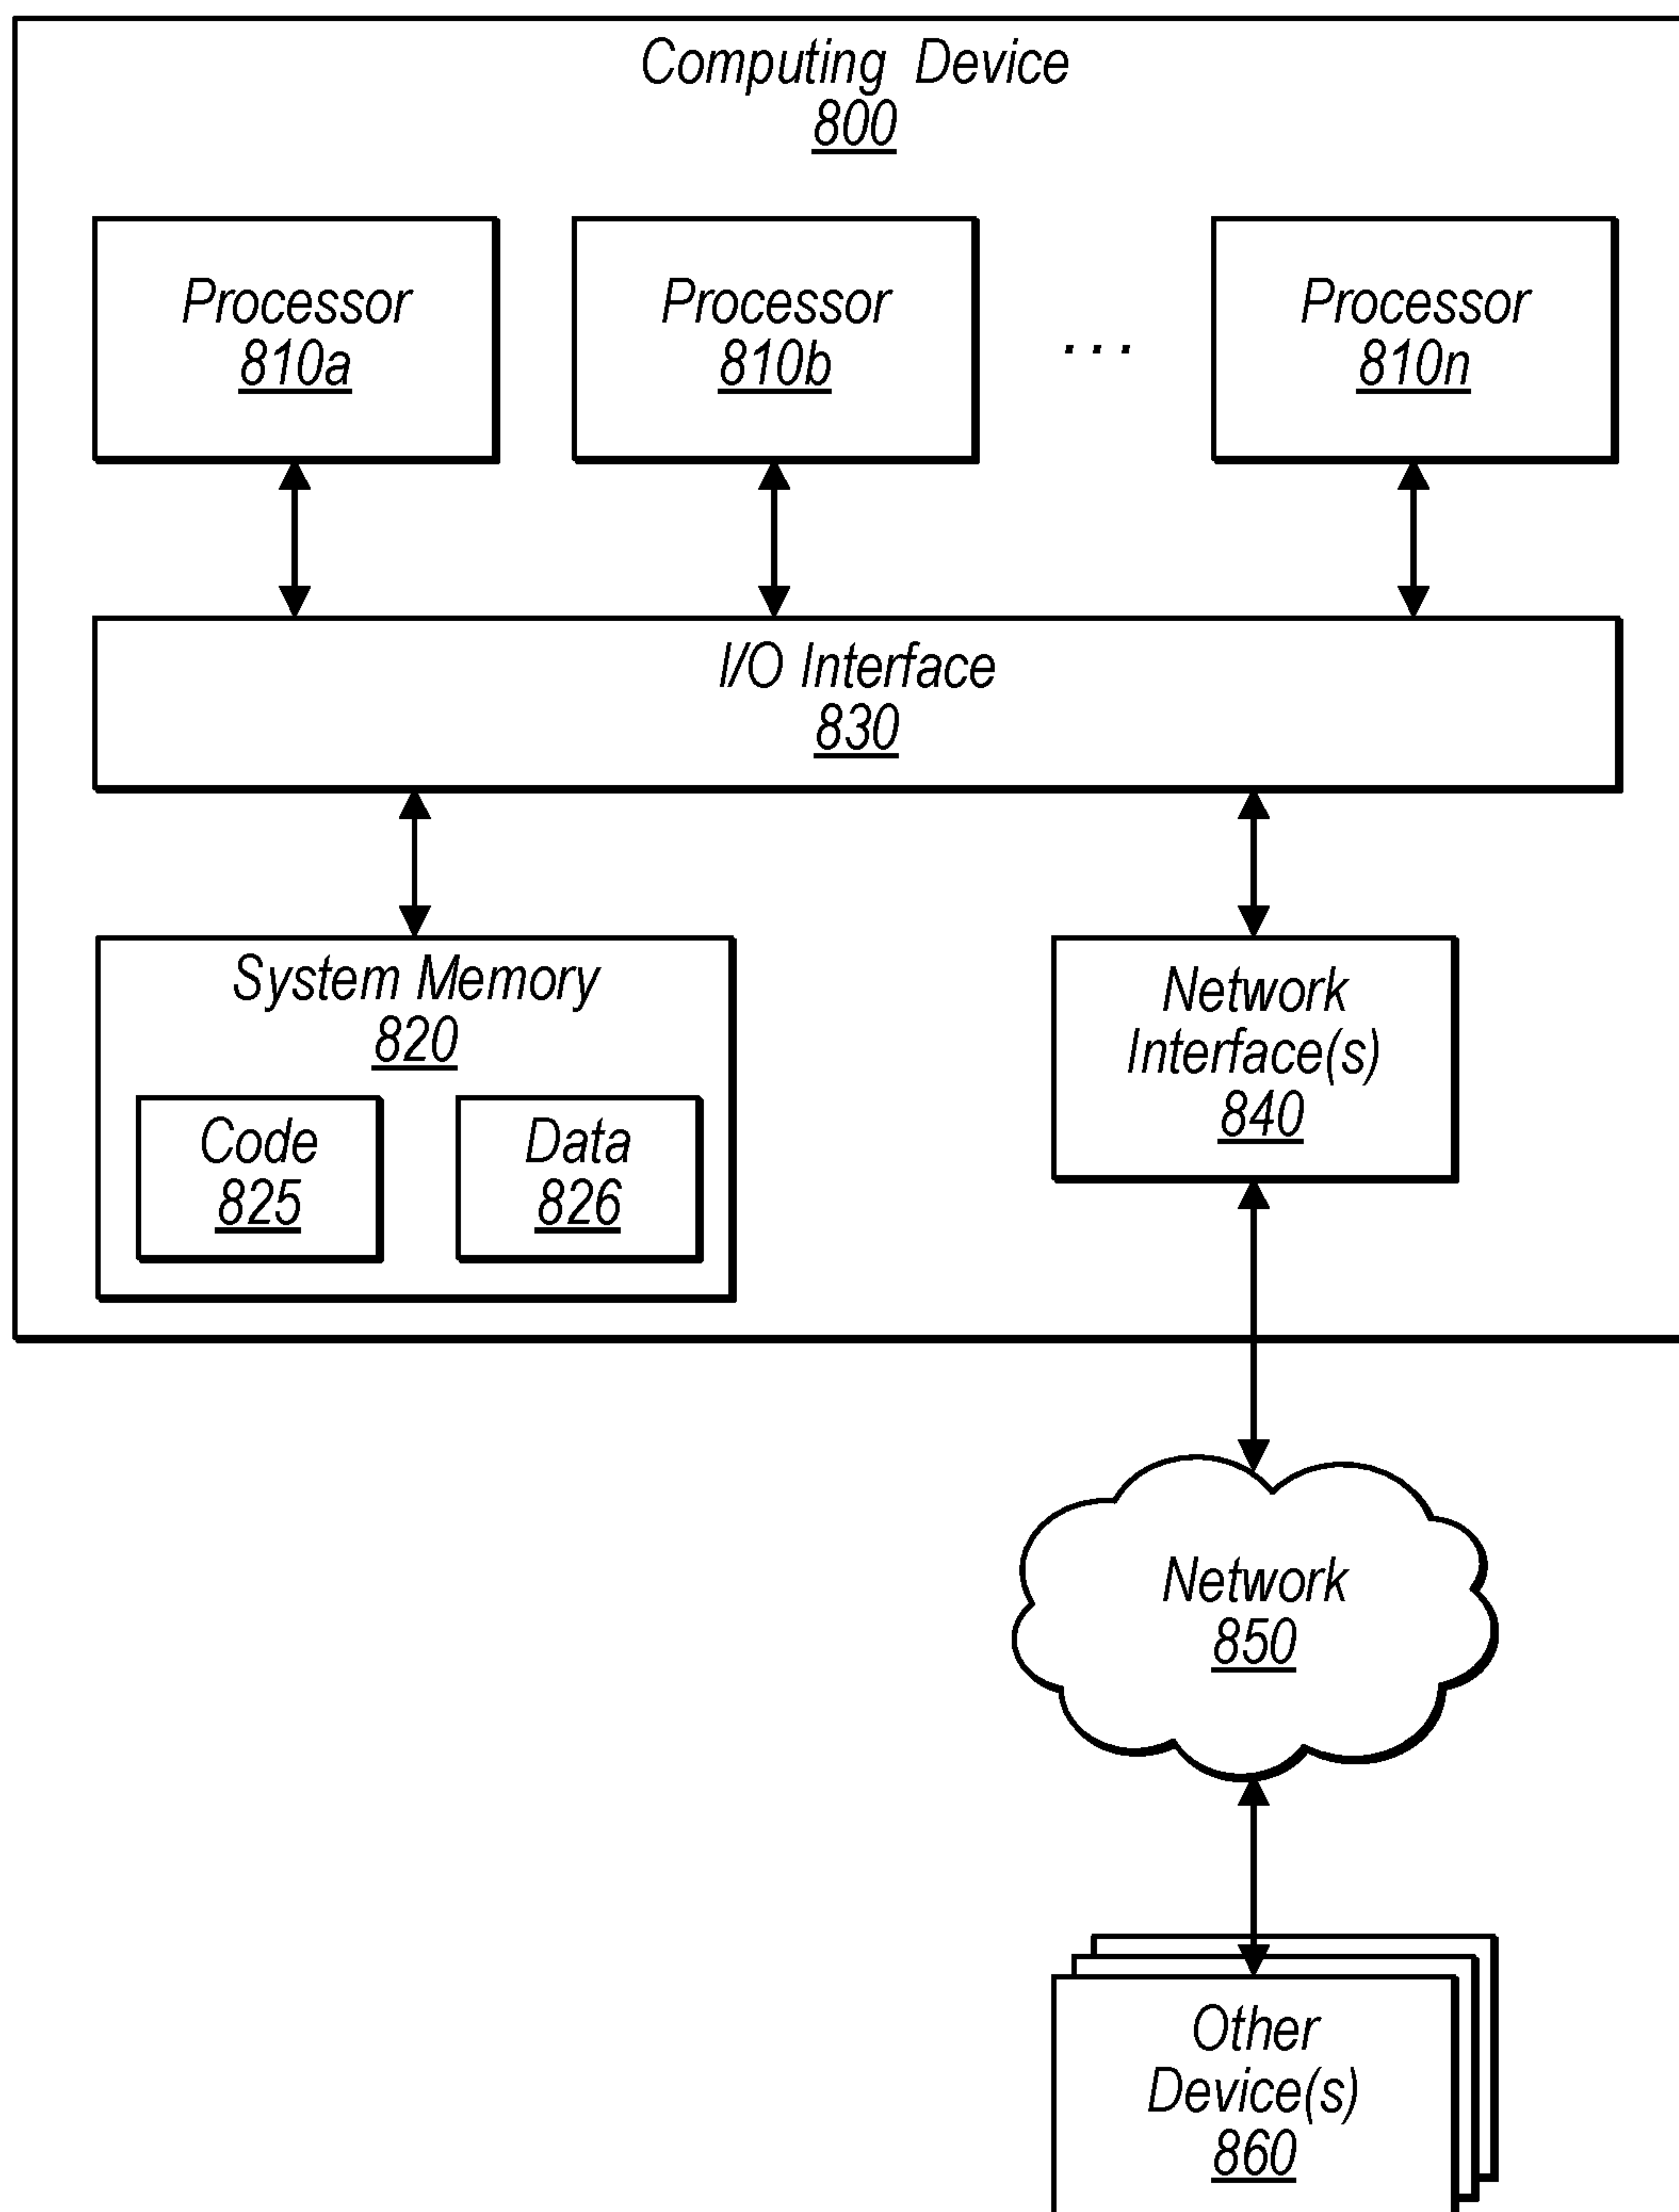 Computing Device
800
Processor
810a
Processor
810b
. . .
Processor
810n
I/O Interface
830
System Memory
820
Code
825
Data
826
Network
Interface(s)
840
Network
850
Other
Device(s)
860